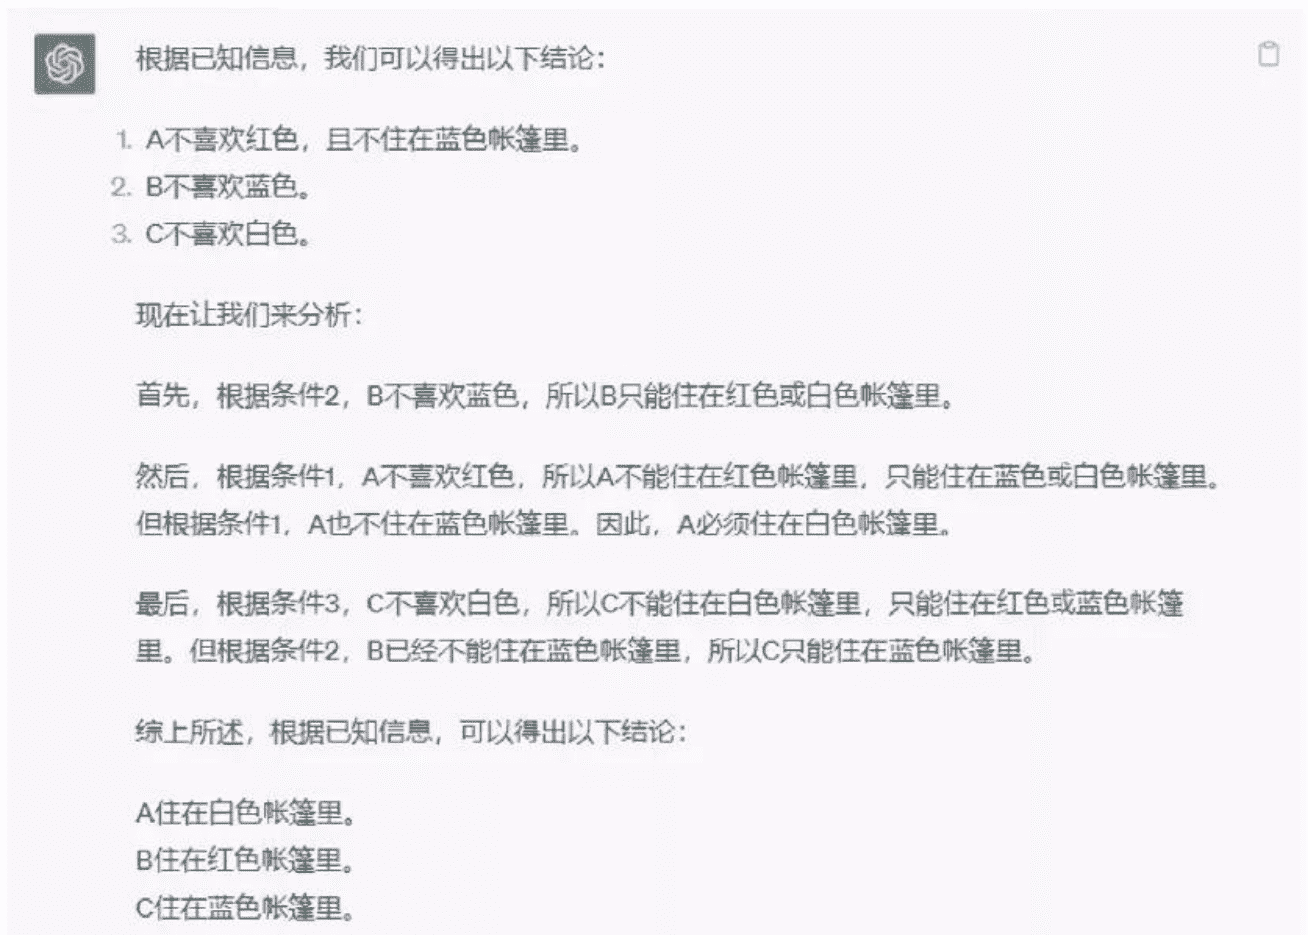 根据已知信息，我们可以得出以下结论：
1. A不喜欢红色，且不住在蓝色帐篷里。
2. B不喜欢蓝色。
3. C不喜欢白色。
现在让我们来分析：
首先，根据条件2，B不喜欢蓝色，所以B只能住在红色或白色帐篷里。
然后，根据条件1，A不喜欢红色，所以A不能住在红色帐篷里，只能住在蓝色或白色帐篷里。
但根据条件1，A也不住在蓝色帐篷里。因此，A必须住在白色帐篷里。
最后，根据条件3，C不喜欢白色，所以C不能住在白色帐篷里，只能住在红色或蓝色帐篷
里。但根据条件2，B已经不能住在蓝色帐篷里，所以C只能住在蓝色帐篷里。
综上所述，根据已知信息，可以得出以下结论：
A住在白色帐篷里。
B住在红色帐篷里。
C住在蓝色帐篷里。